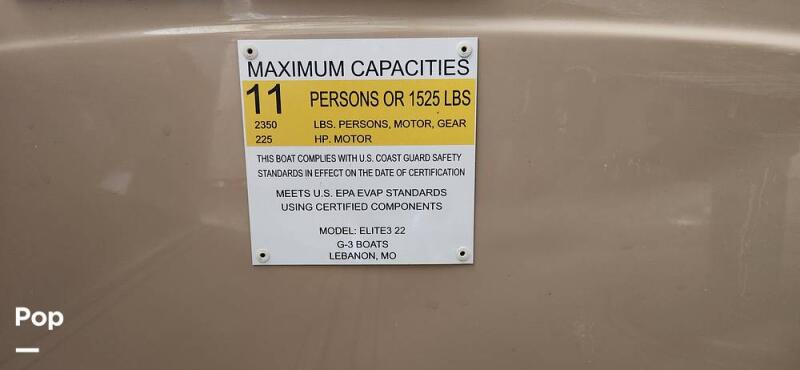 MAXIMUM CAPACITIES
11 PERSONS OR 1525 LBS
2350 LBS. PERSONS, MOTOR, GEAR
225 HP. MOTOR
THIS BOAT COMPLIES WITH U.S. COAST GUARD SAFETY
STANDARDS IN EFFECT ON THE DATE OF CERTIFICATION
MEETS U.S. EPA EVAP STANDARDS
USING CERTIFIED COMPONENTS
MODEL: ELITE3 22
G-3 BOATS
LEBANON, MO
Pop